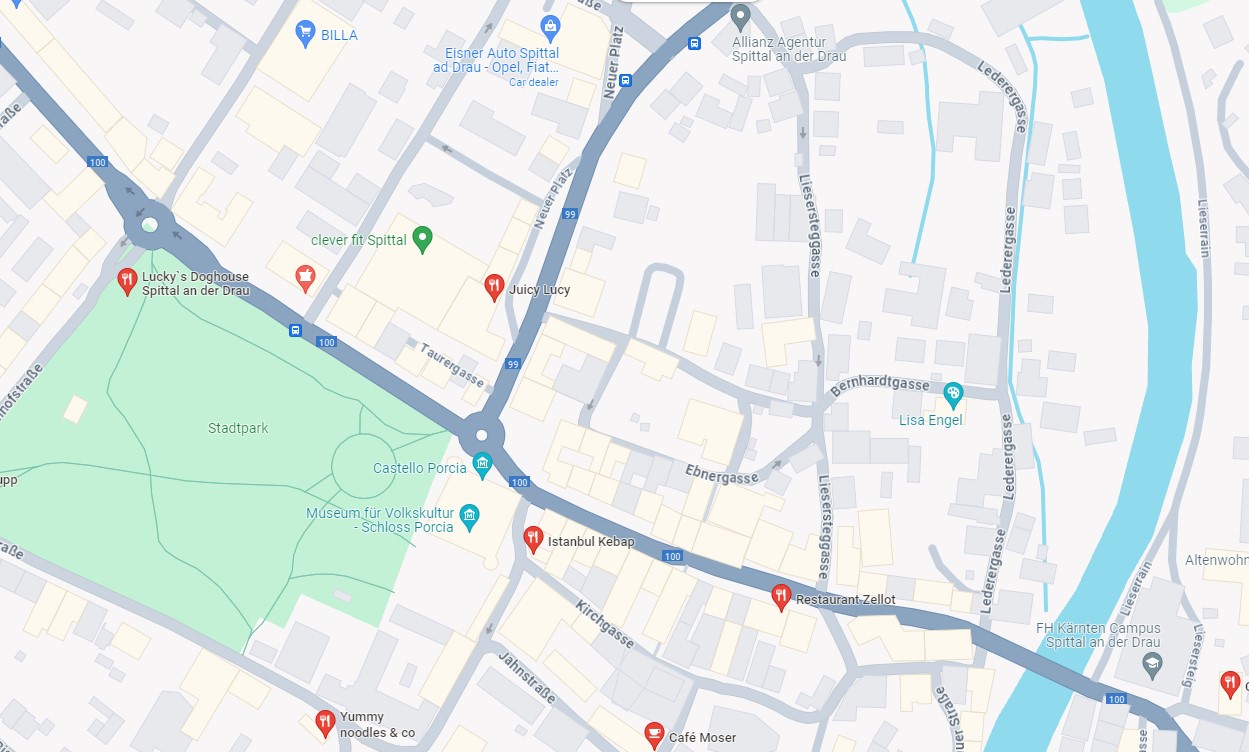 BILLA
Eisner Auto Spittal
ad Drau - Opel, Fiat...
Car dealer
Neuer Platz
Allianz Agentur
Spittal an der Drau
Lederergasse
100
Neuer Platz
99
Liesersteggasse
Lederergasse
Lieserrain
clever fit Spittal
Lucky`s Doghouse
Spittal an der Drau
Juicy Lucy
100
99
Taurergasse
Bernhardtgasse
Lisa Engel
Stadtpark
Castello Porcia
100
Ebnergasse
Lederergasse
Liesersteggasse
Museum für Volkskultur
- Schloss Porcia
Istanbul Kebap
100
Lederergasse
Lieserrain
Restaurant Zellot
Kirchgasse
FH Kärnten Campus
Spittal an der Drau
Liesersteig
Jahnstraße
100
Yummy
noodles & co
Café Moser